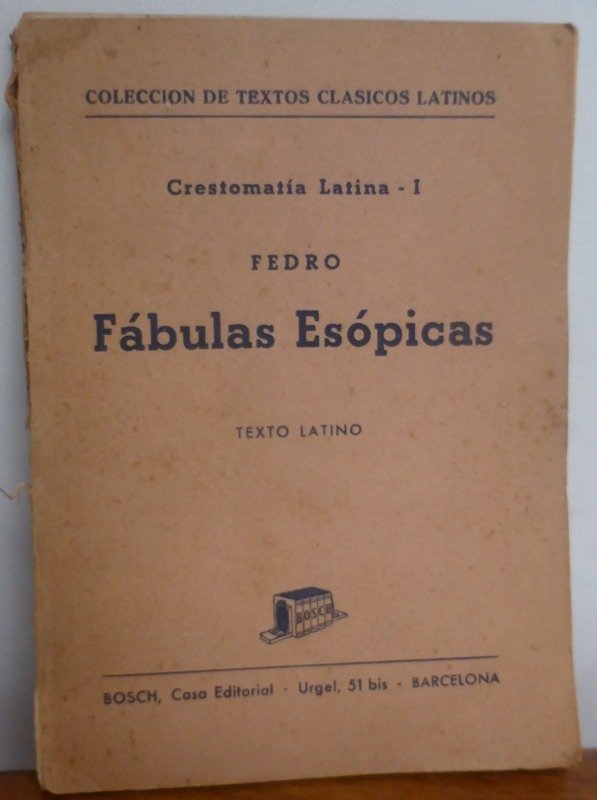 COLECCION DE TEXTOS CLASICOS LATINOS
Crestomatía Latina - I
FEDRO
Fábulas Esópicas
TEXTO LATINO
BOSCH
BOSCH, Casa Editorial - Urgel, 51 bis - BARCELONA